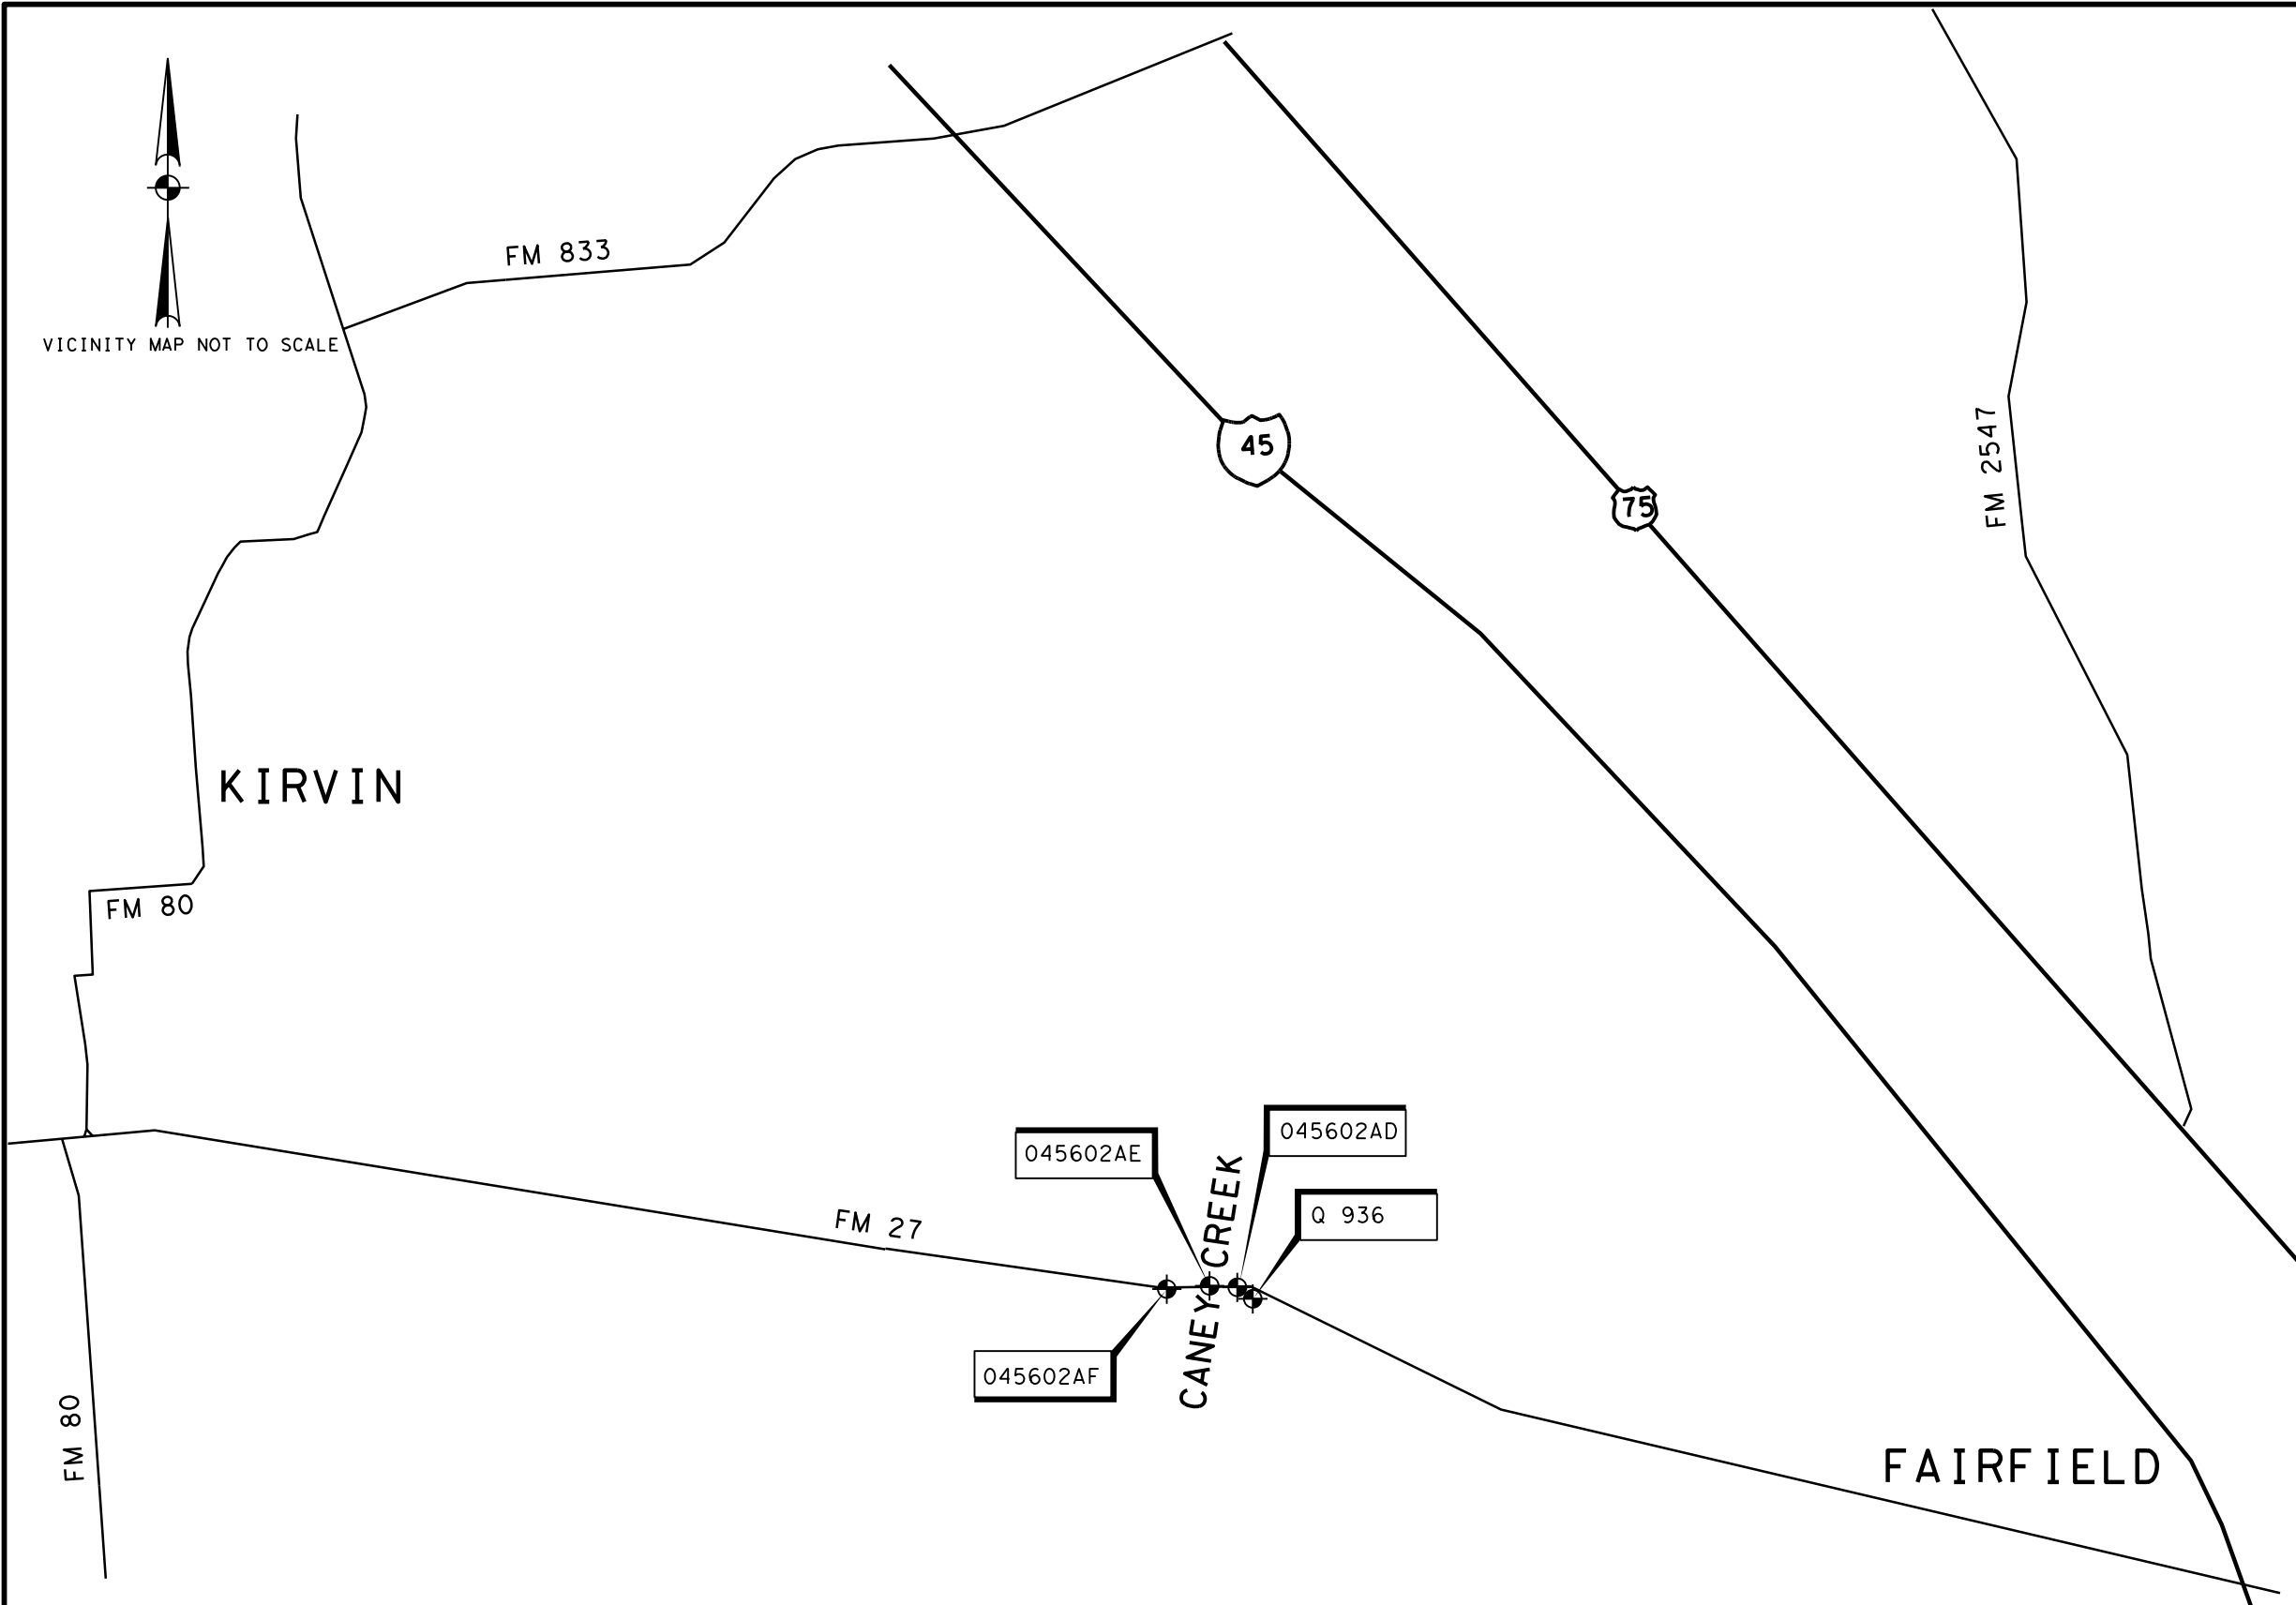 FM 833
VICINITY MAP NOT TO SCALE
45
75
FM 2547
KIRVIN
FM 80
045602AD
045602AE
CANEY CREEK
Q 936
FM 27
045602AF
FM 80
FAIRFIELD